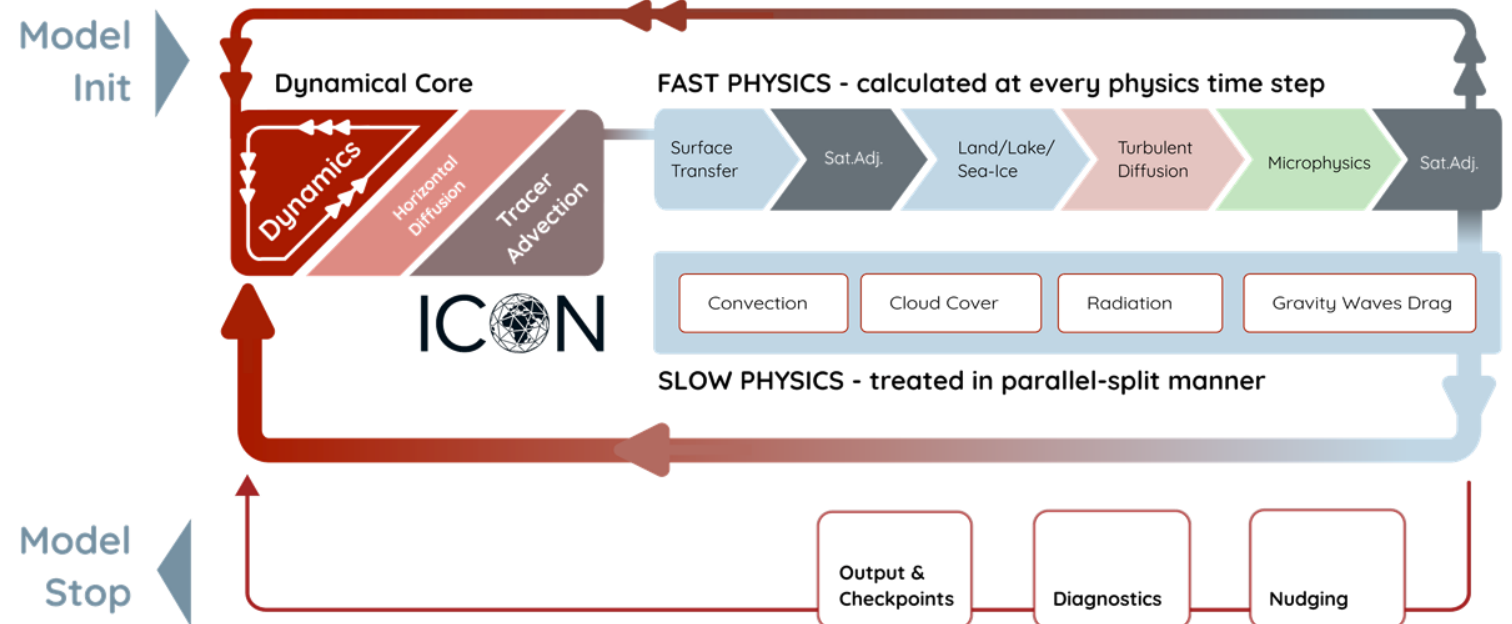 Model
Init
Dynamical Core
FAST PHYSICS - calculated at every physics time step
Dynamics
Horizontal
Diffusion
Tracer
Advection
Surface
Transfer
Sat.Adj.
Land/Lake/
Sea-Ice
Turbulent
Diffusion
Microphysics
Sat.Adj.
ICON
Convection
Cloud Cover
Radiation
Gravity Waves Drag
SLOW PHYSICS - treated in parallel-split manner
Model
Stop
Output &
Checkpoints
Diagnostics
Nudging